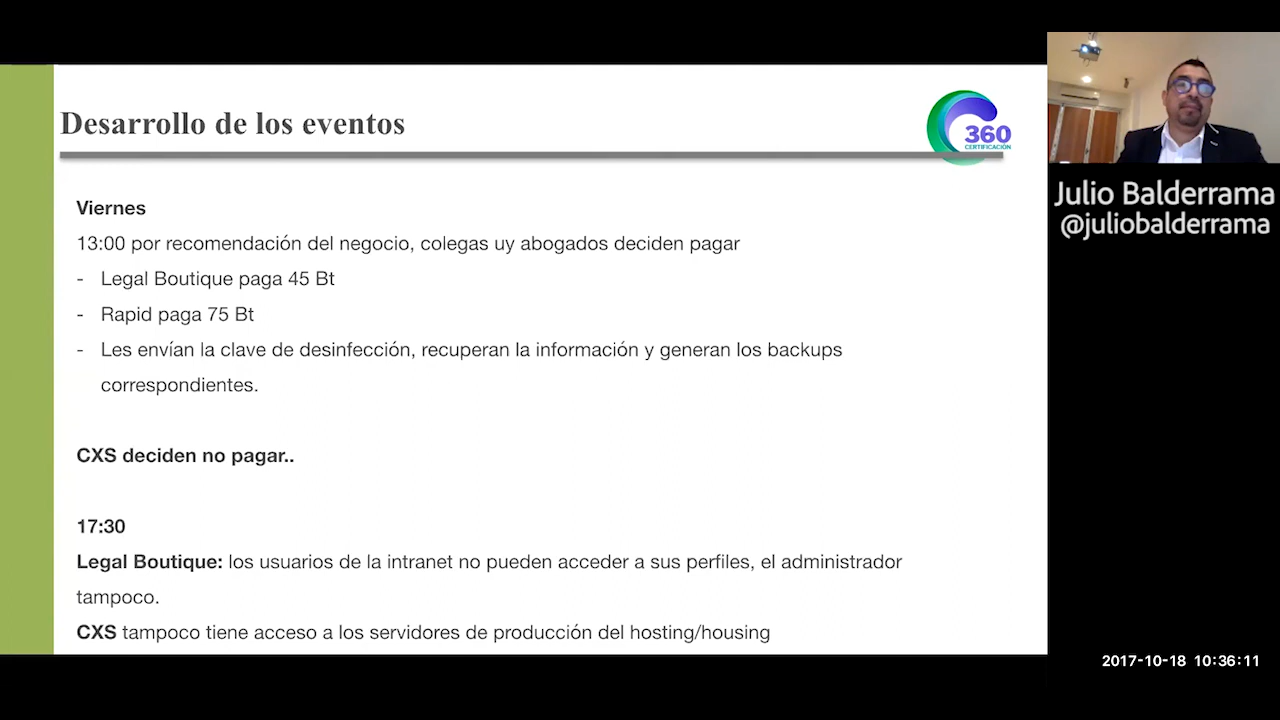 Desarrollo de los eventos
360
CERTIFICACIÓN
Viernes
13:00 por recomendación del negocio, colegas uy abogados deciden pagar
- Legal Boutique paga 45 Bt
- Rapid paga 75 Bt
- Les envían la clave de desinfección, recuperan la información y generan los backups
correspondientes.
CXS deciden no pagar..
17:30
Legal Boutique: los usuarios de la intranet no pueden acceder a sus perfiles, el administrador
tampoco.
CXS tampoco tiene acceso a los servidores de producción del hosting/housing
Julio Balderrama
@juliobalderrama
2017-10-18 10:36:11